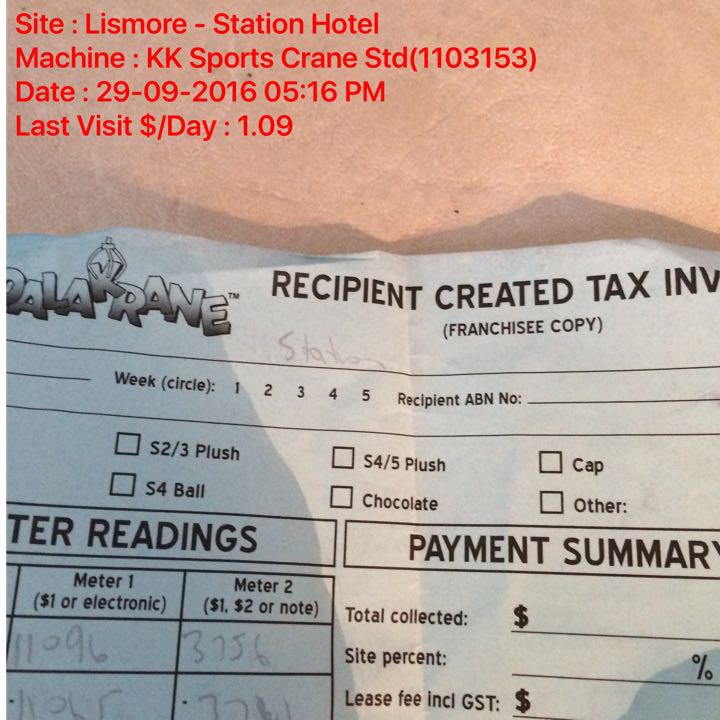 Site : Lismore - Station Hotel
Machine : KK Sports Crane Std(1103153)
Date : 29-09-2016 05:16 PM
Last Visit $/Day : 1.09
OALA KRANE™
RECIPIENT CREATED TAX INV
(FRANCHISEE COPY)
Station
Week (circle): 1 2 3 4 5 Recipient ABN No:
S2/3 Plush S4/5 Plush Cap
S4 Ball Chocolate Other:
TER READINGS
PAYMENT SUMMARY
Meter 1 Meter 2
($1 or electronic) ($1, $2 or note)
Total collected: $
11096 3756
Site percent: %
Lease fee incl GST: $